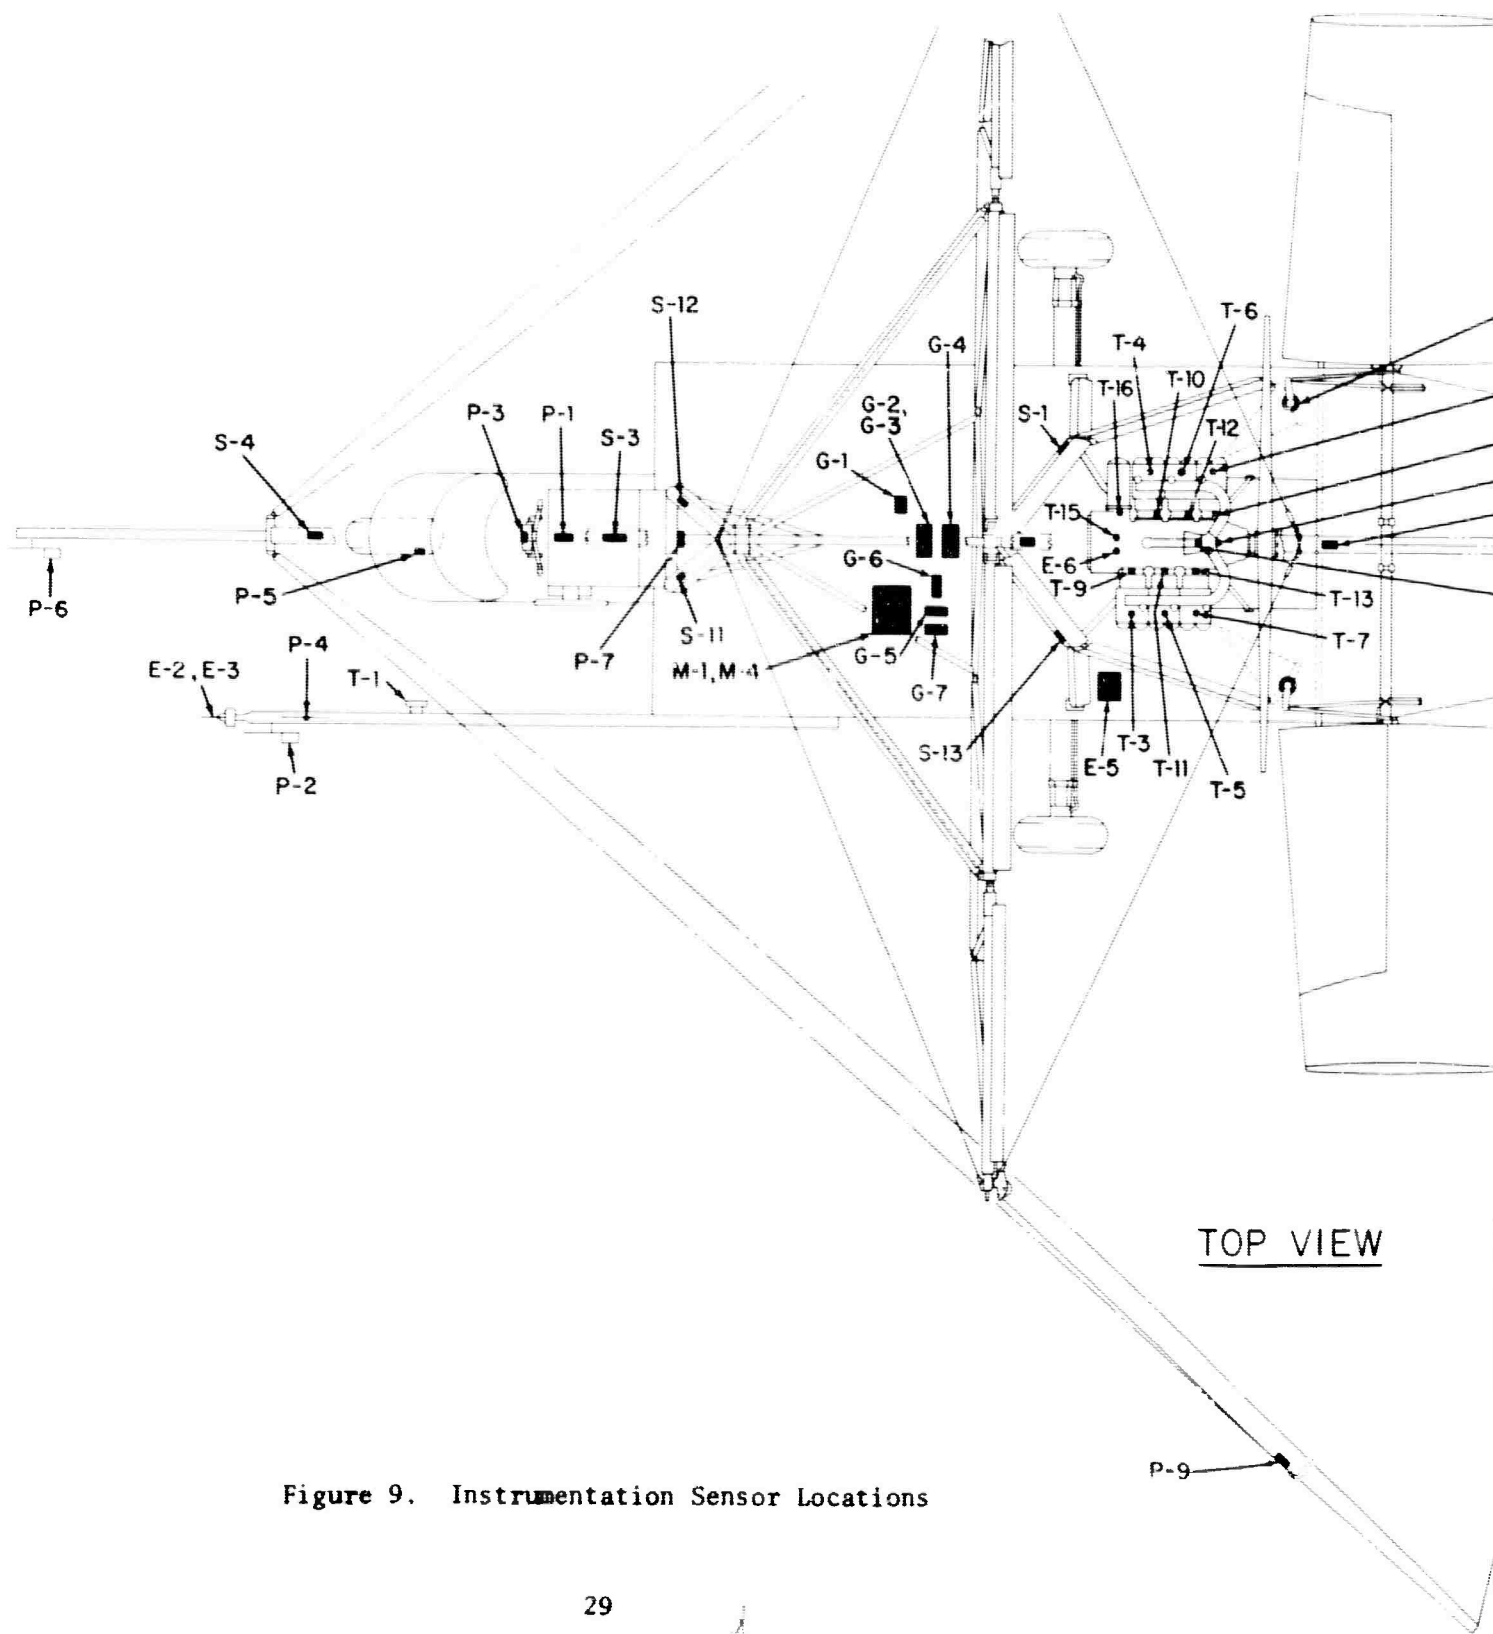 S-12
T-6
G-4
T-4
T-10
T-16
G-2,
G-3
S-1
T-12
P-3
P-1
S-3
S-4
G-1
T-15
G-6
E-6
T-9
T-13
P-6
P-5
S-11
P-7
G-5
T-7
M-1, M-4
G-7
P-4
E-2, E-3
T-1
S-13
T-3
E-5
T-11
T-5
P-2
TOP VIEW
P-9
Figure 9. Instrumentation Sensor Locations
29